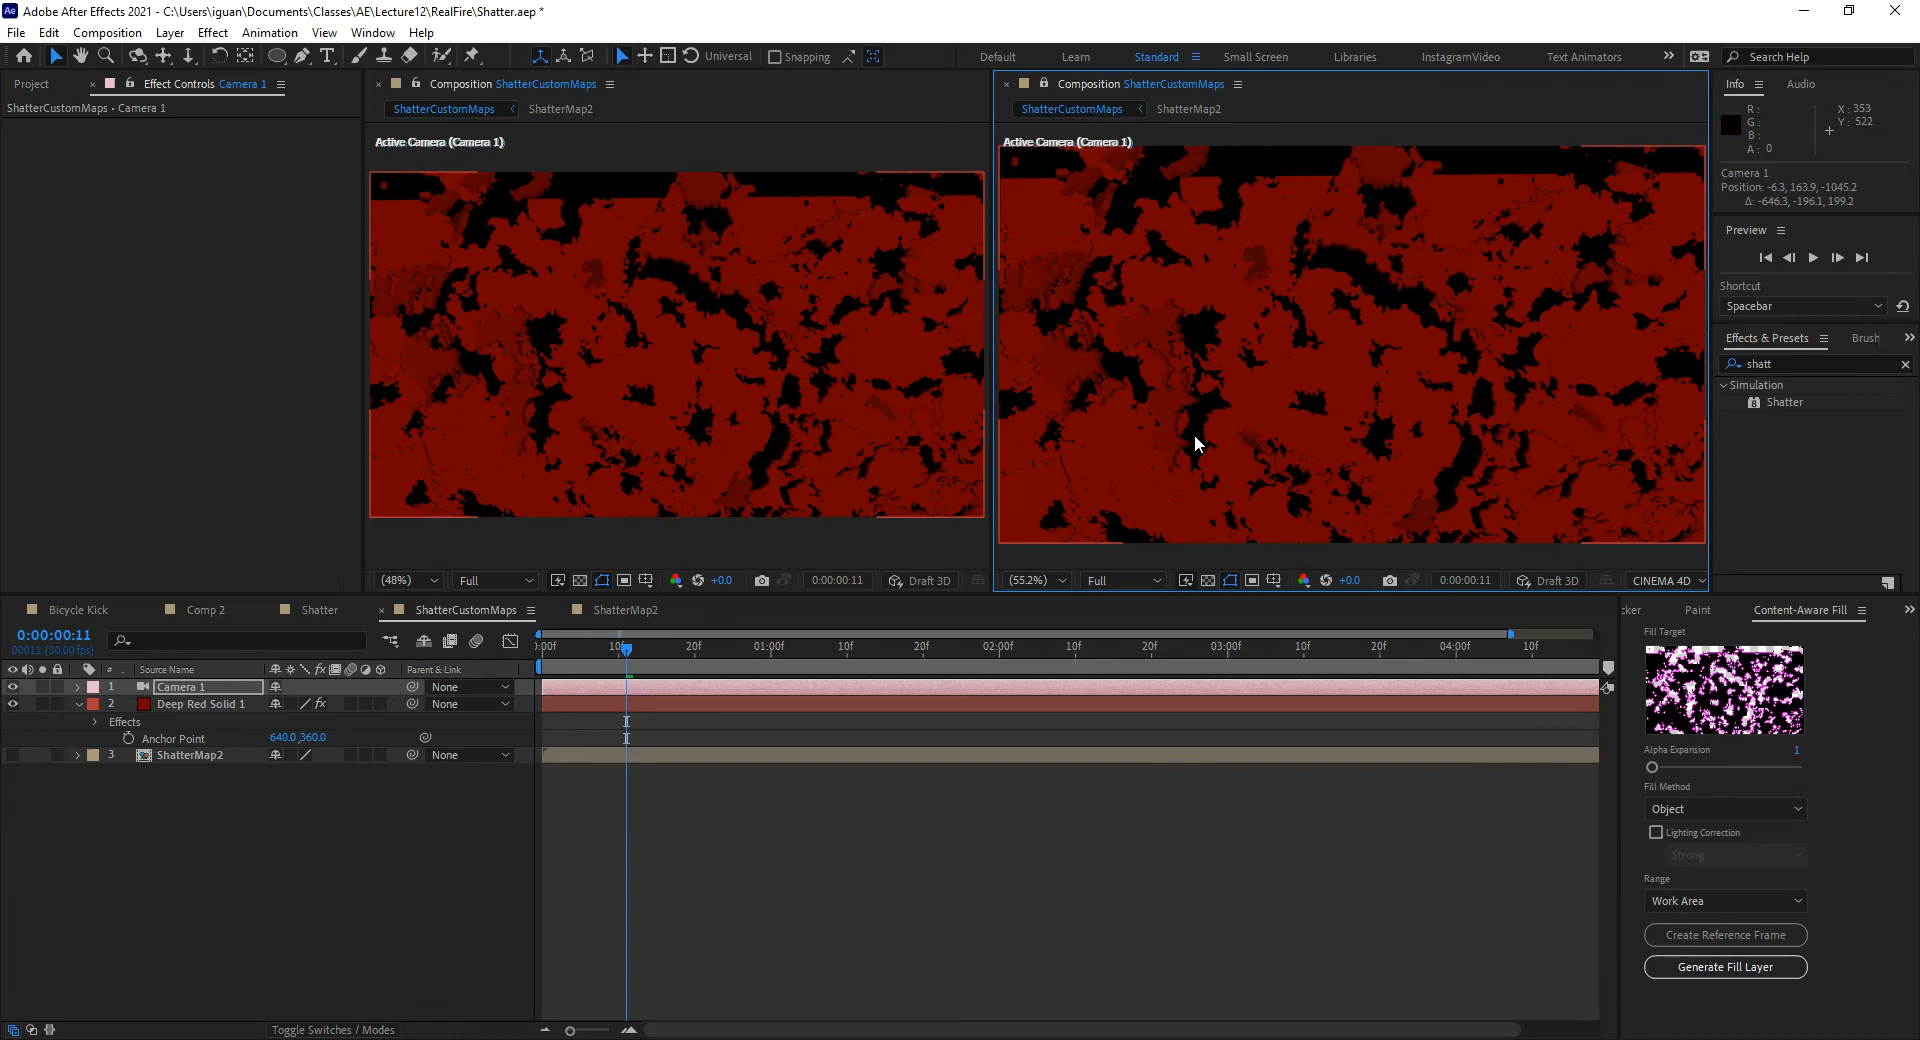 Adobe After Effects 2021 - C:\Users\iguan\Documents\Classes\AE\Lecture12\RealFire\Shatter.aep *
File Edit Composition Layer Effect Animation View Window Help
Universal Snapping Default Learn Standard Small Screen Libraries InstagramVideo Text Animators Search Help
Project Effect Controls Camera 1
ShatterCustomMaps • Camera 1
Composition ShatterCustomMaps
ShatterCustomMaps ShatterMap2
Active Camera (Camera 1)
(48%) Full +0.0 0:00:00:11 Draft 3D
Composition ShatterCustomMaps
ShatterCustomMaps ShatterMap2
Active Camera (Camera 1)
(55.2%) Full +0.0 0:00:00:11 Draft 3D CINEMA 4D
Info Audio
R: X: 353
G: Y: 522
B:
A: 0
Camera 1
Position: -6.3, 163.9, -1045.2
Δ: -646.3, -196.1, 199.2
Preview
Shortcut
Spacebar
Effects & Presets Brush
shatt
Simulation
Shatter
Bicycle Kick Comp 2 Shatter ShatterCustomMaps ShatterMap2
0:00:00:11
00011 (30.00 fps)
# Source Name Parent & Link
):00f 10f 20f 01:00f 10f 20f 02:00f 10f 20f 03:00f 10f 20f 04:00f 10f
1 Camera 1 None
2 Deep Red Solid 1 None
Effects
Anchor Point 640.0,360.0
3 ShatterMap2 None
Toggle Switches / Modes
cker Paint Content-Aware Fill
Fill Target
Alpha Expansion 1
Fill Method
Object
Lighting Correction
Strong
Range
Work Area
Create Reference Frame
Generate Fill Layer